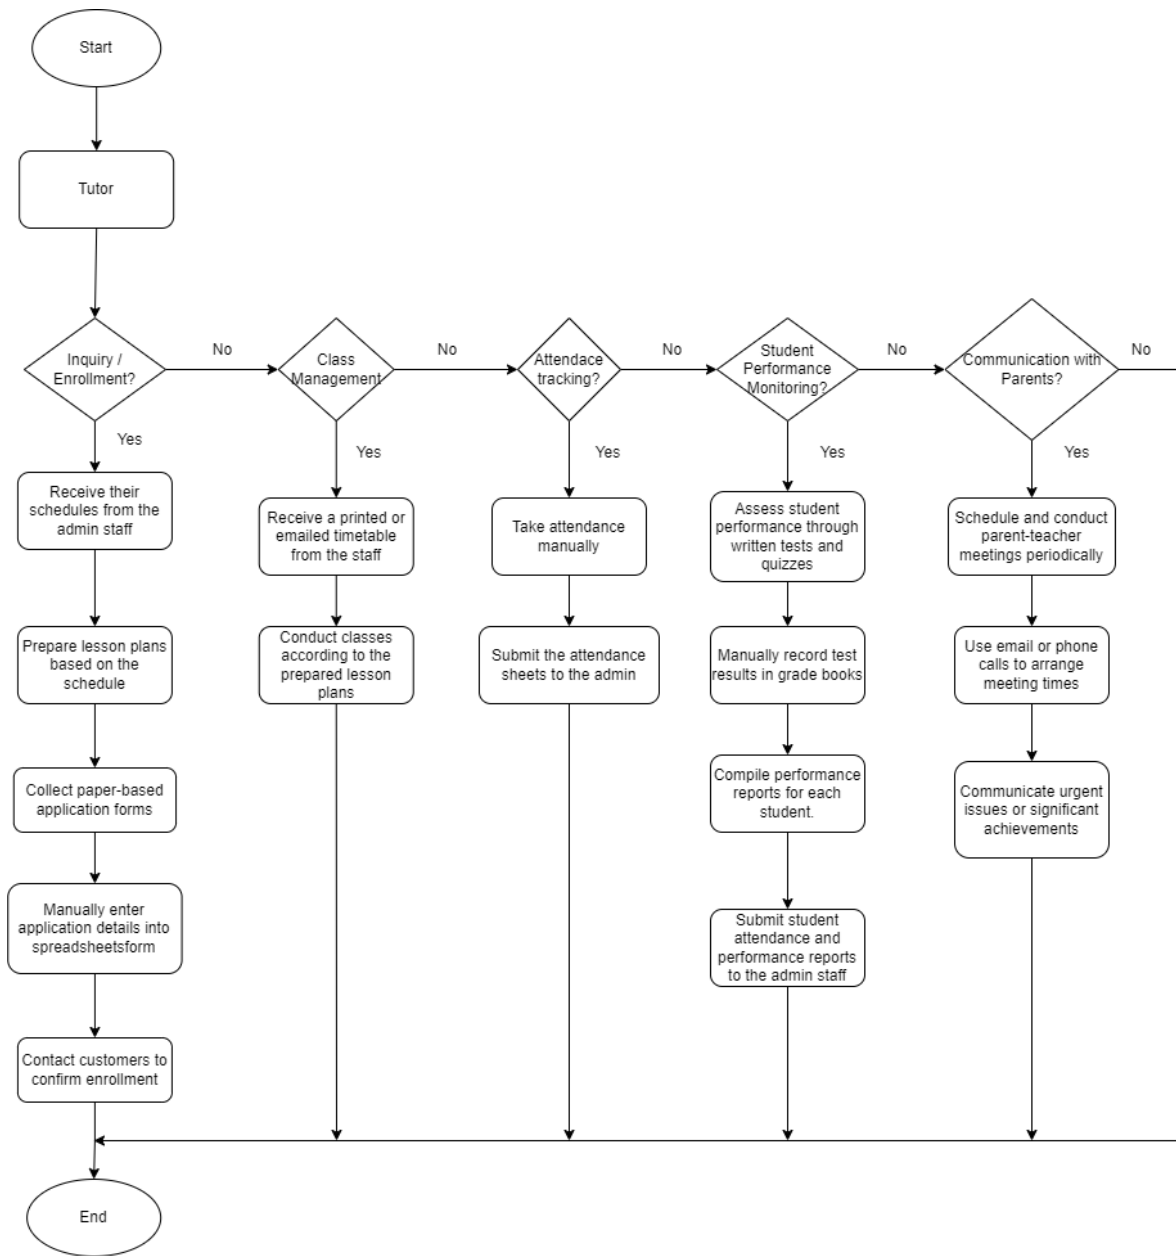 Start
Tutor
Inquiry /
Enrollment?
No
Class
Management
No
Attendace
tracking?
No
Student
Performance
Monitoring?
No
Communication with
Parents?
No
Yes
Yes
Yes
Yes
Yes
Receive their
schedules from the
admin staff
Prepare lesson plans
based on the
schedule
Collect paper-based
application forms
Manually enter
application details into
spreadsheetsform
Contact customers to
confirm enrollment
Receive a printed or
emailed timetable
from the staff
Conduct classes
according to the
prepared lesson
plans
Take attendance
manually
Submit the attendance
sheets to the admin
Assess student
performance through
written tests and
quizzes
Manually record test
results in grade books
Compile performance
reports for each
student.
Submit student
attendance and
performance reports
to the admin staff
Schedule and conduct
parent-teacher
meetings periodically
Use email or phone
calls to arrange
meeting times
Communicate urgent
issues or significant
achievements
End